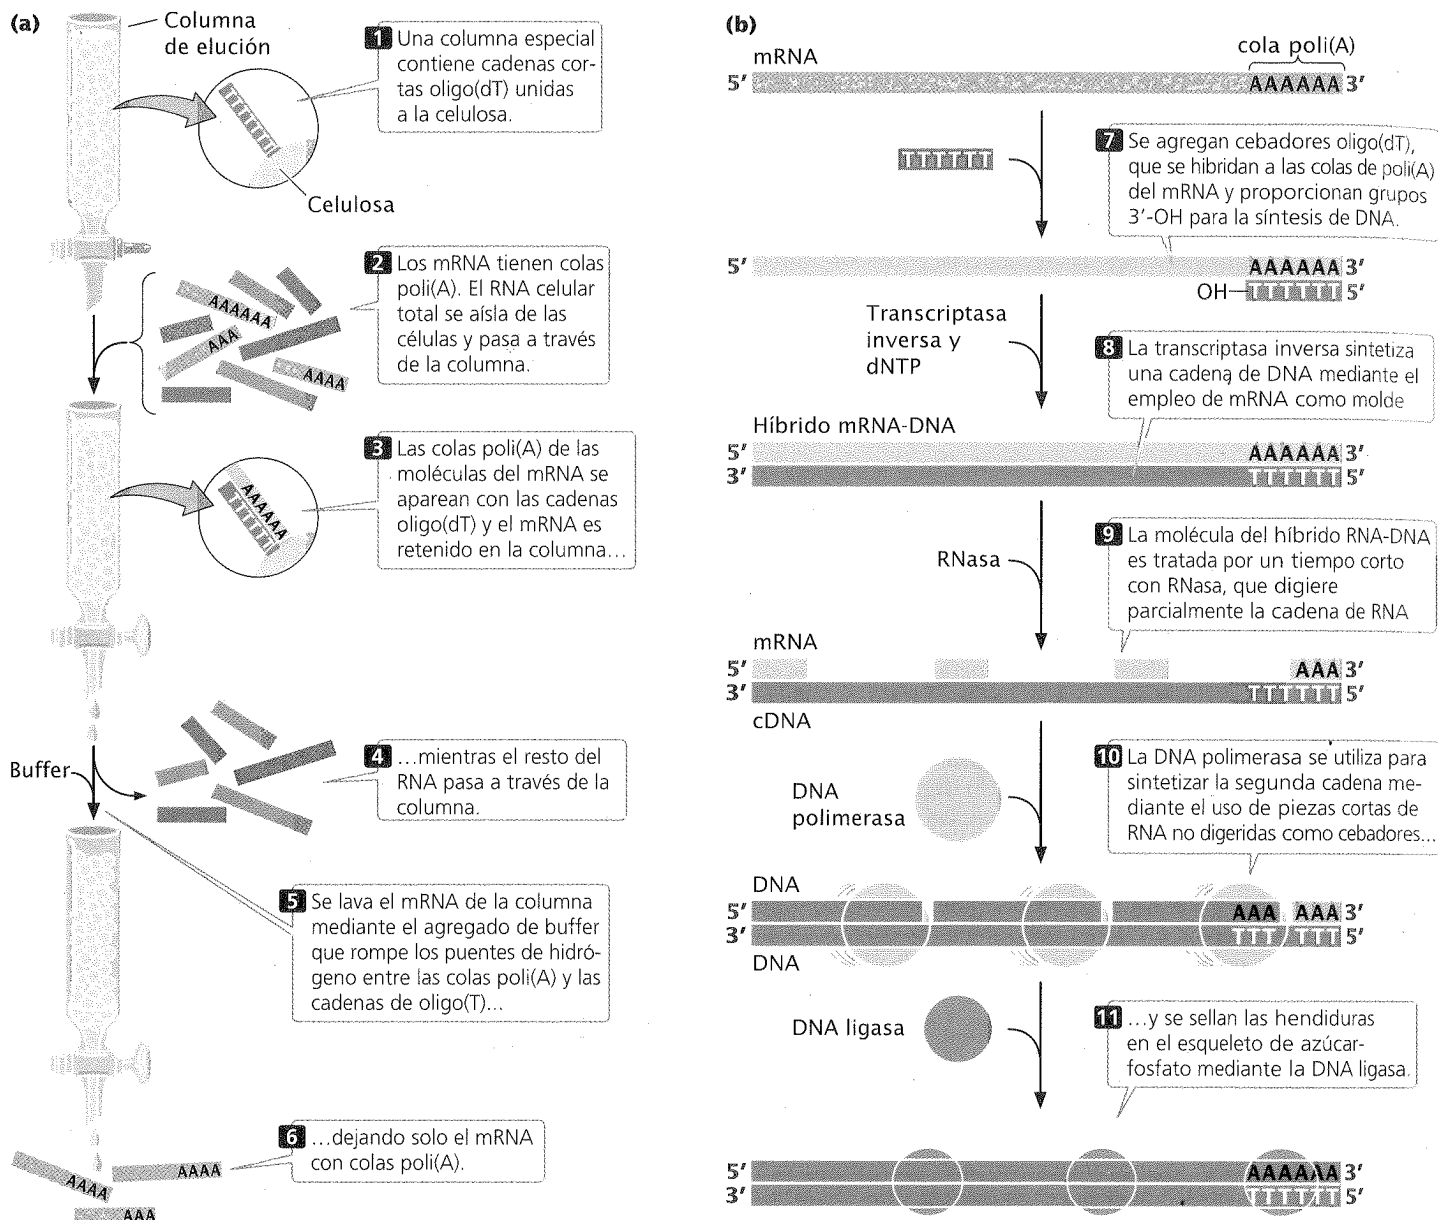 (a)
Columna
de elución
1 Una columna especial
contiene cadenas cor-
tas oligo(dT) unidas
a la celulosa.
TTTTTT
Celulosa
2 Los mRNA tienen colas
poli(A). El RNA celular
total se aísla de las
células y pasa a través
de la columna.
AAAAAA
AAA
AAAA
3 Las colas poli(A) de las
moléculas del mRNA se
aparean con las cadenas
oligo(dT) y el mRNA es
retenido en la columna...
AAAAAA
TTTTTT
Buffer
4 ...mientras el resto del
RNA pasa a través de la
columna.
5 Se lava el mRNA de la columna
mediante el agregado de buffer
que rompe los puentes de hidró-
geno entre las colas poli(A) y las
cadenas de oligo(T)...
6 ...dejando solo el mRNA
con colas poli(A).
AAAA
AAAA
AAA
(b)
cola poli(A)
mRNA
5′ AAAAAA 3′
TTTTTT
7 Se agregan cebadores oligo(dT),
que se hibridan a las colas de poli(A)
del mRNA y proporcionan grupos
3′-OH para la síntesis de DNA.
5′ AAAAAA 3′
OH TTTTTT 5′
Transcriptasa
inversa y
dNTP
8 La transcriptasa inversa sintetiza
una cadena de DNA mediante el
empleo de mRNA como molde
Híbrido mRNA-DNA
5′ AAAAAA 3′
3′ TTTTTT 5′
RNasa
9 La molécula del híbrido RNA-DNA
es tratada por un tiempo corto
con RNasa, que digiere
parcialmente la cadena de RNA
mRNA
5′ AAA 3′
3′ TTTTTT 5′
cDNA
DNA
polimerasa
10 La DNA polimerasa se utiliza para
sintetizar la segunda cadena me-
diante el uso de piezas cortas de
RNA no digeridas como cebadores...
DNA
5′ AAA AAA 3′
3′ TTT TTT 5′
DNA
DNA ligasa
11 ...y se sellan las hendiduras
en el esqueleto de azúcar-
fosfato mediante la DNA ligasa.
5′ AAAAAA 3′
3′ TTTTTT 5′